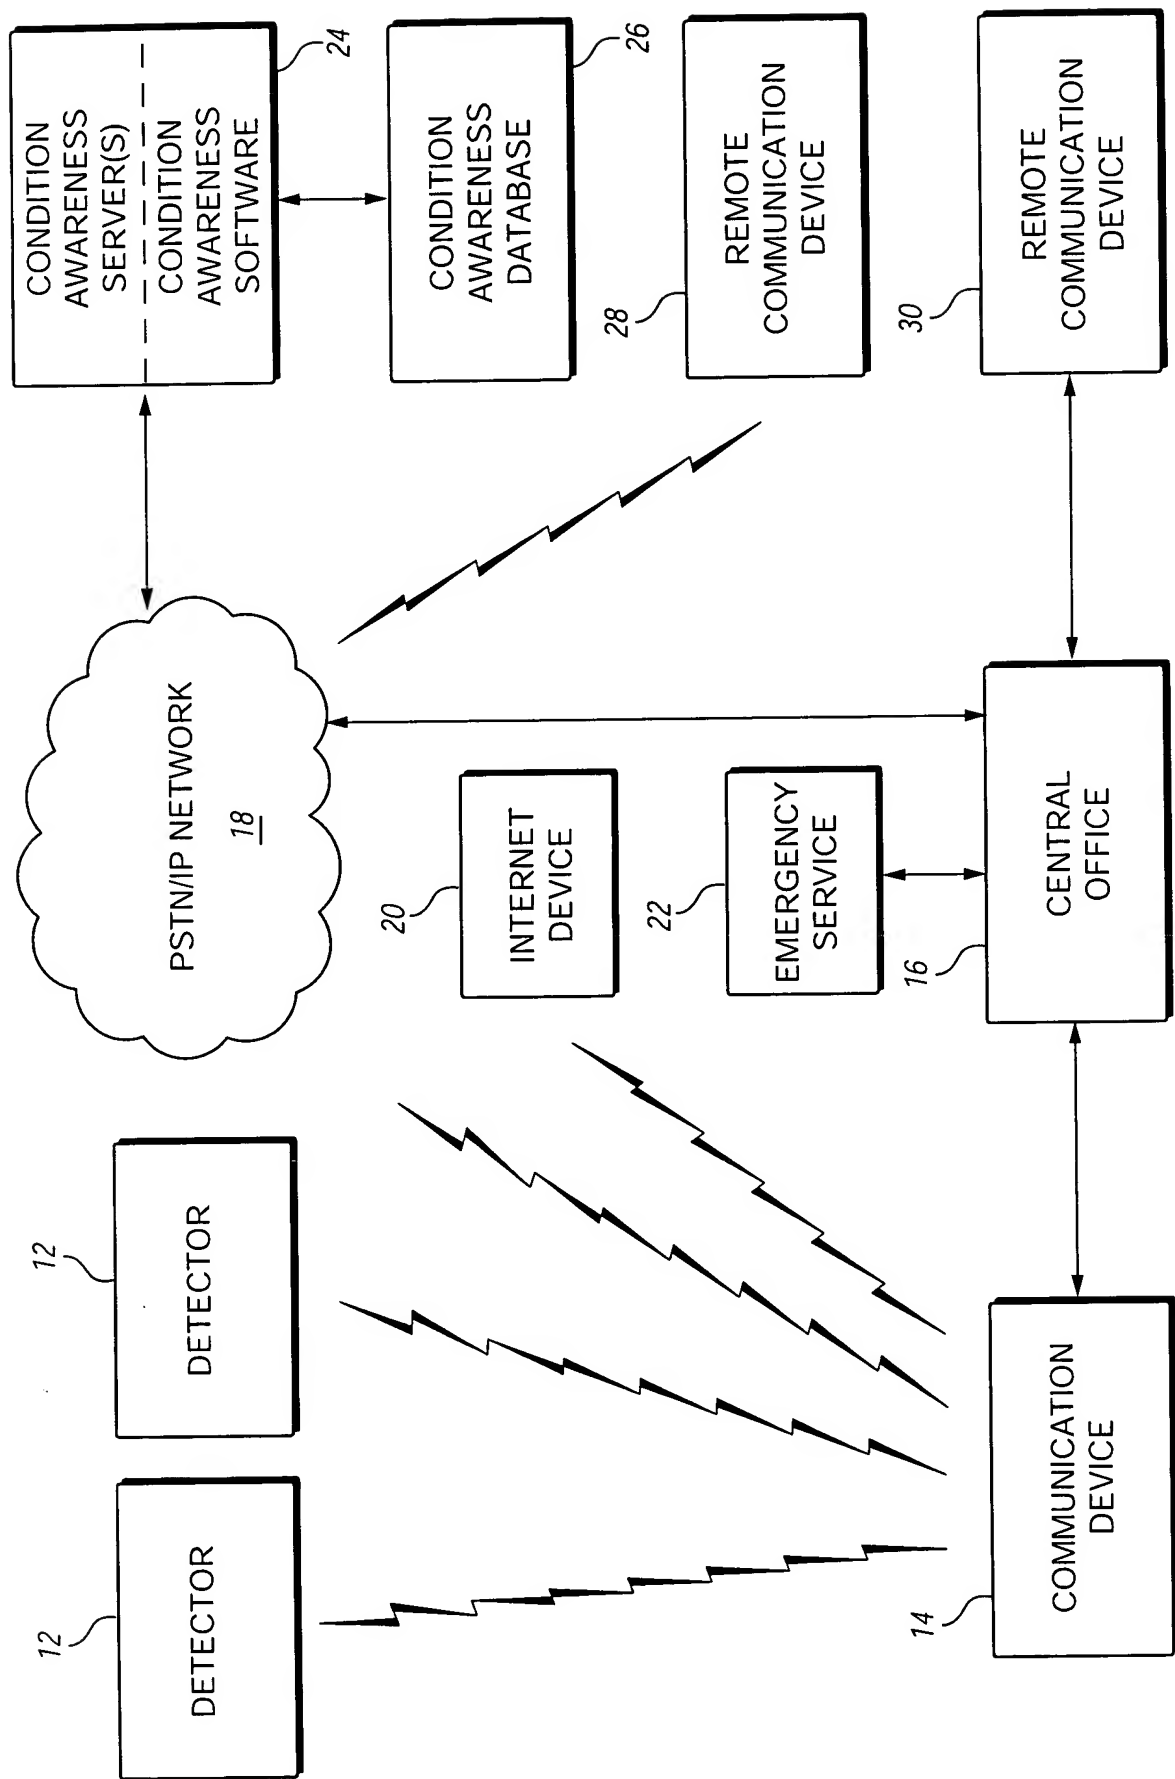 12
DETECTOR
12
DETECTOR
PSTN/IP NETWORK
18
CONDITION
AWARENESS
SERVER(S)
CONDITION
AWARENESS
SOFTWARE
24
20
INTERNET
DEVICE
CONDITION
AWARENESS
DATABASE
26
22
EMERGENCY
SERVICE
28
REMOTE
COMMUNICATION
DEVICE
14
COMMUNICATION
DEVICE
16
CENTRAL
OFFICE
30
REMOTE
COMMUNICATION
DEVICE